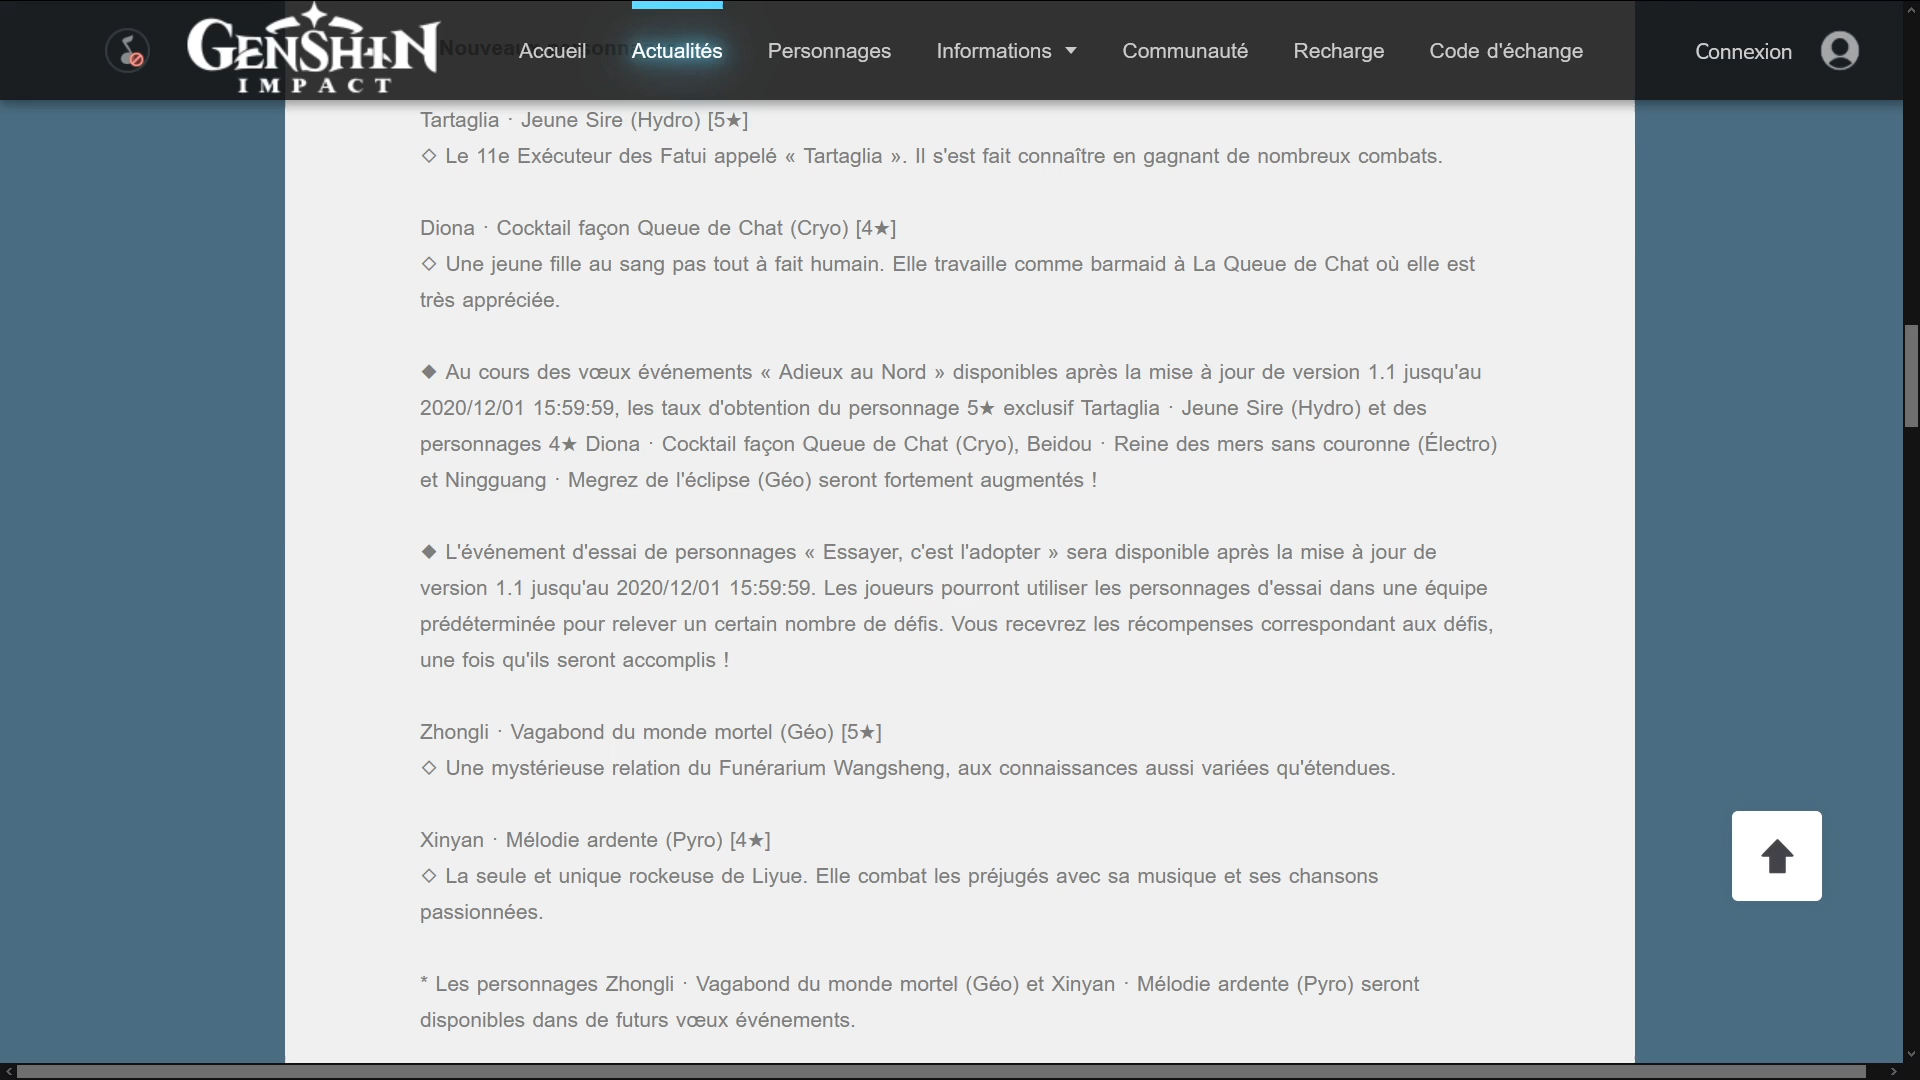 GENSHIN
IMPACT
Accueil
Actualités
Personnages
Informations
Communauté
Recharge
Code d'échange
Connexion
Tartaglia · Jeune Sire (Hydro) [5★]
◇ Le 11e Exécuteur des Fatui appelé « Tartaglia ». Il s'est fait connaître en gagnant de nombreux combats.
Diona · Cocktail façon Queue de Chat (Cryo) [4★]
◇ Une jeune fille au sang pas tout à fait humain. Elle travaille comme barmaid à La Queue de Chat où elle est
très appréciée.
◆ Au cours des vœux événements « Adieux au Nord » disponibles après la mise à jour de version 1.1 jusqu'au
2020/12/01 15:59:59, les taux d'obtention du personnage 5★ exclusif Tartaglia · Jeune Sire (Hydro) et des
personnages 4★ Diona · Cocktail façon Queue de Chat (Cryo), Beidou · Reine des mers sans couronne (Électro)
et Ningguang · Megrez de l'éclipse (Géo) seront fortement augmentés !
◆ L'événement d'essai de personnages « Essayer, c'est l'adopter » sera disponible après la mise à jour de
version 1.1 jusqu'au 2020/12/01 15:59:59. Les joueurs pourront utiliser les personnages d'essai dans une équipe
prédéterminée pour relever un certain nombre de défis. Vous recevrez les récompenses correspondant aux défis,
une fois qu'ils seront accomplis !
Zhongli · Vagabond du monde mortel (Géo) [5★]
◇ Une mystérieuse relation du Funérarium Wangsheng, aux connaissances aussi variées qu'étendues.
Xinyan · Mélodie ardente (Pyro) [4★]
◇ La seule et unique rockeuse de Liyue. Elle combat les préjugés avec sa musique et ses chansons
passionnées.
* Les personnages Zhongli · Vagabond du monde mortel (Géo) et Xinyan · Mélodie ardente (Pyro) seront
disponibles dans de futurs vœux événements.